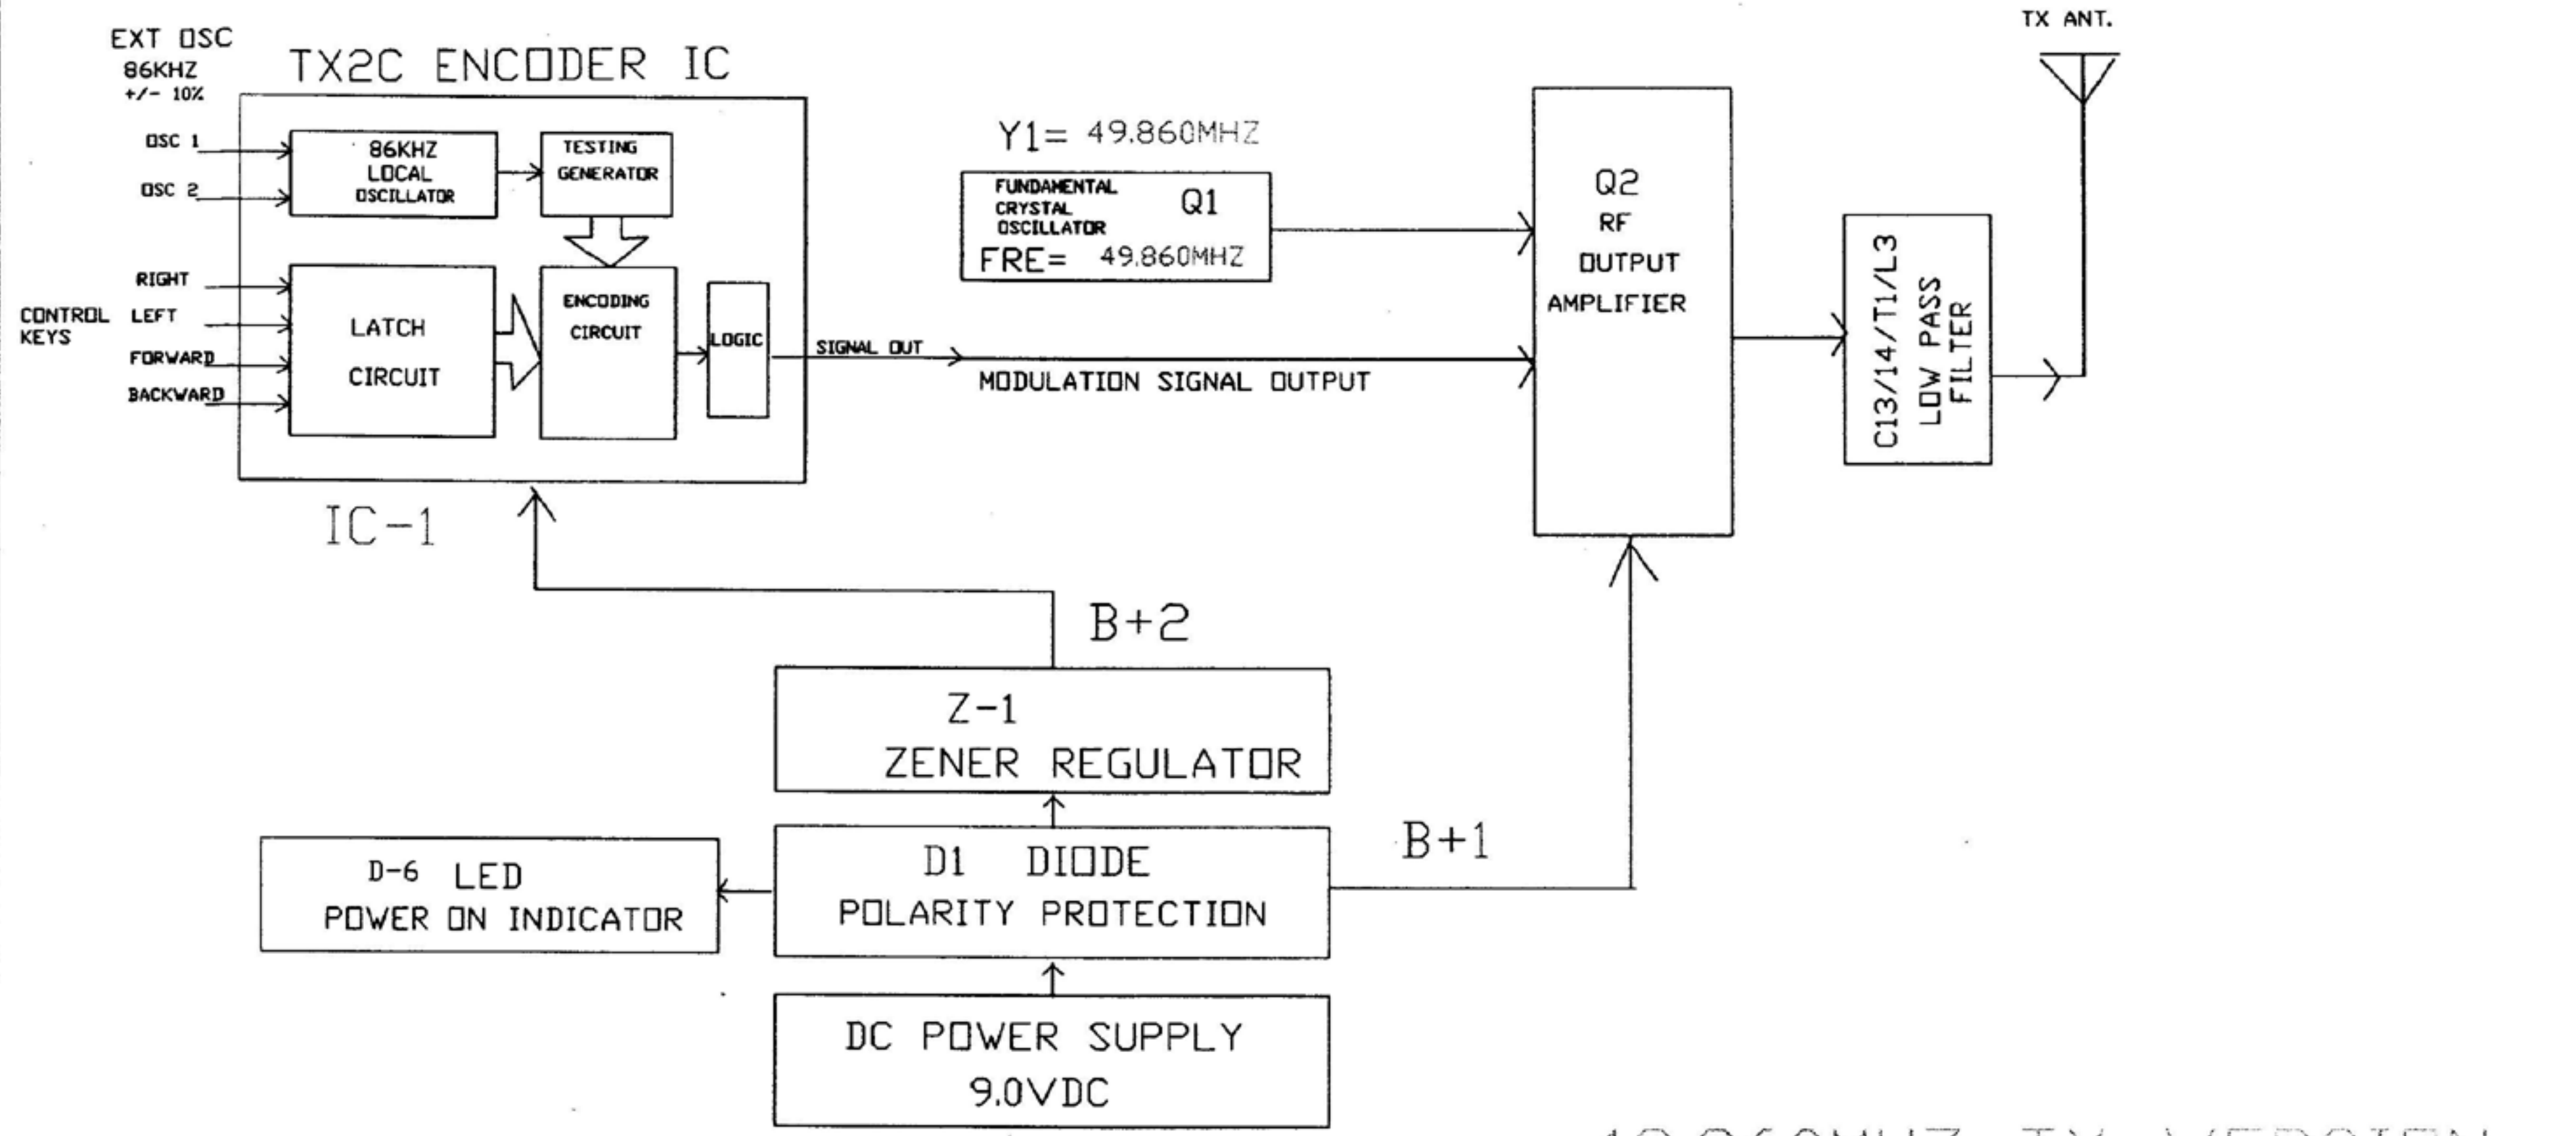 TX ANT.
EXT OSC
86KHZ
+/- 10%
TX2C ENCODER IC
OSC 1
OSC 2
86KHZ
LOCAL
OSCILLATOR
TESTING
GENERATOR
CONTROL
KEYS
RIGHT
LEFT
FORWARD
BACKWARD
LATCH
CIRCUIT
ENCODING
CIRCUIT
LOGIC
SIGNAL OUT
MODULATION SIGNAL OUTPUT
IC-1
Y1= 49.860MHZ
FUNDAMENTAL
CRYSTAL
OSCILLATOR
Q1
FRE= 49.860MHZ
Q2
RF
OUTPUT
AMPLIFIER
C13/14/T1/L3
LOW PASS
FILTER
B+2
Z-1
ZENER REGULATOR
B+1
D1 DIODE
POLARITY PROTECTION
D-6 LED
POWER ON INDICATOR
DC POWER SUPPLY
9.0VDC